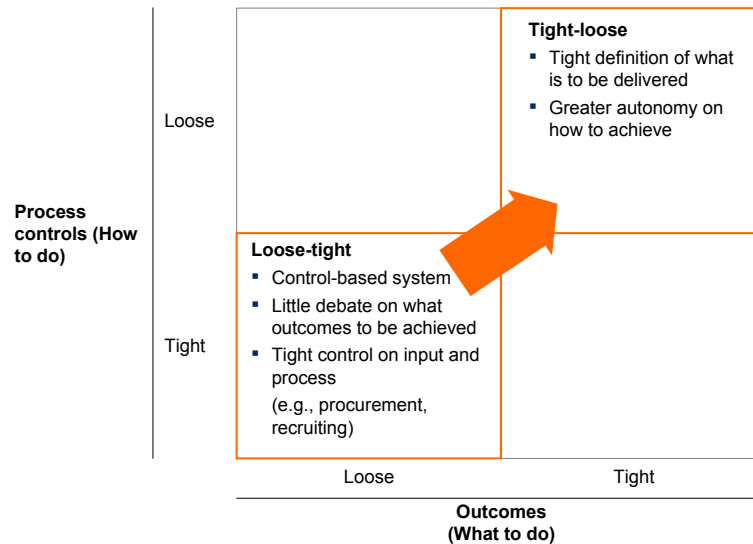 Tight-loose
▪ Tight definition of what
is to be delivered
▪ Greater autonomy on
how to achieve
Loose
Process
controls (How
to do)
Loose-tight
▪ Control-based system
▪ Little debate on what
outcomes to be achieved
▪ Tight control on input and
process
(e.g., procurement,
recruiting)
Tight
Loose
Tight
Outcomes
(What to do)